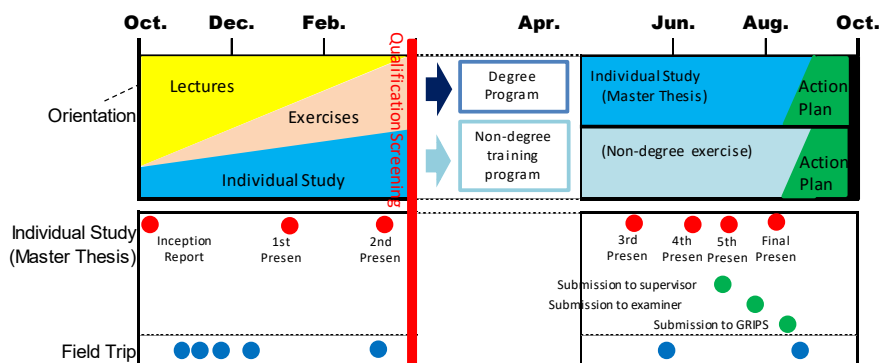 Oct. Dec. Feb. Apr. Jun. Aug. Oct.
Orientation
Lectures
Exercises
Individual Study
Qualification Screening
Degree
Program
Non-degree
training
program
Individual Study
(Master Thesis)
Action
Plan
(Non-degree exercise)
Action
Plan
Individual Study
(Master Thesis)
Inception
Report
1st
Presen
2nd
Presen
3rd
Presen
4th
Presen
5th
Presen
Final
Presen
Submission to supervisor
Submission to examiner
Submission to GRIPS
Field Trip